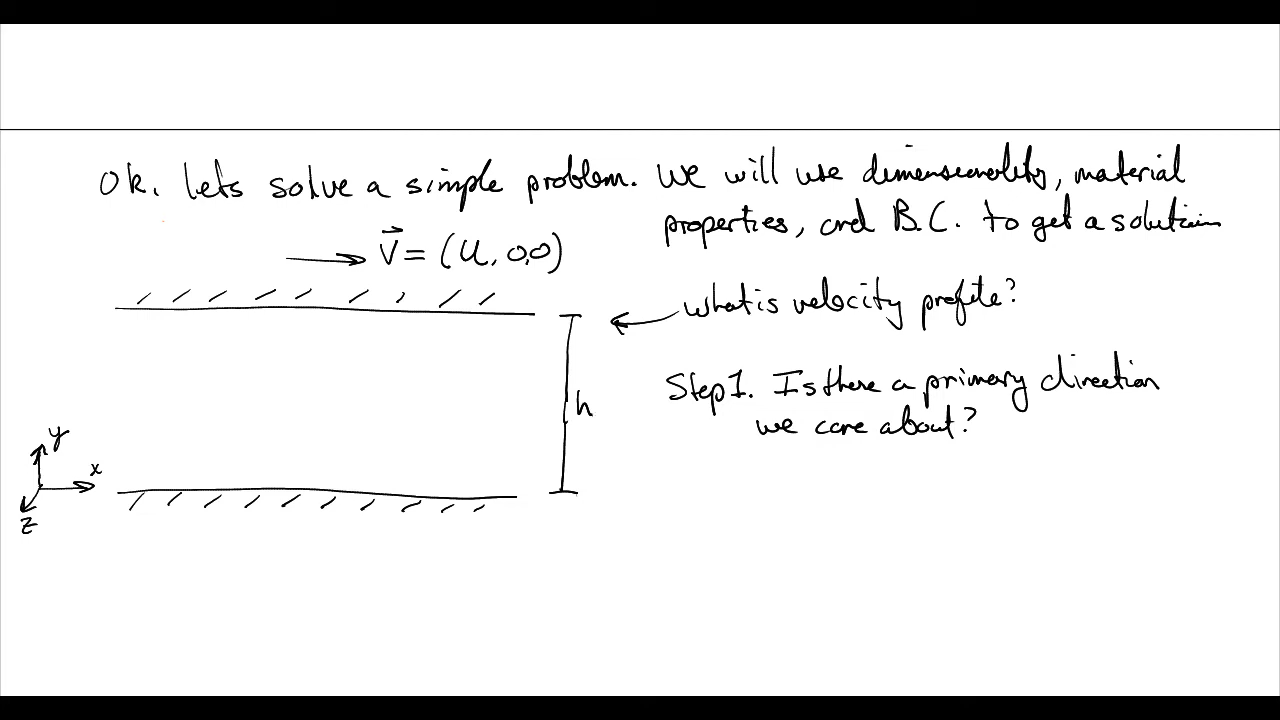 Ok. Lets solve a simple problem. We will use dimensionality, material
properties, and B.C. to get a solution
V = (U, 0,0)
What is velocity profile?
Step 1. Is there a primary direction
we care about?
h
y
x
z